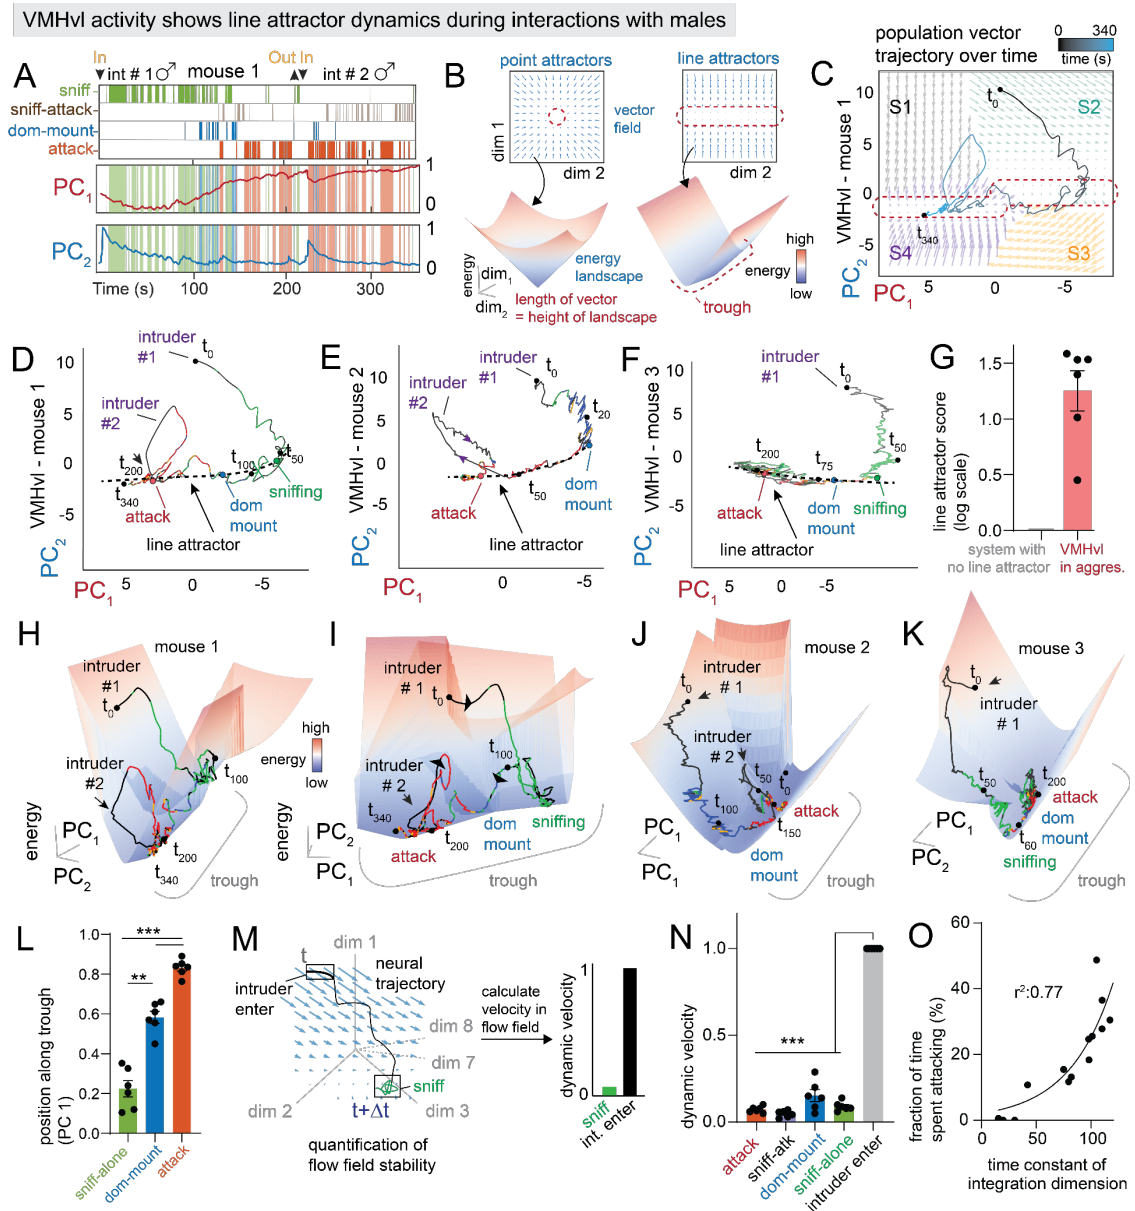 VMHvl activity shows line attractor dynamics during interactions with males
A
In
int # 1 ♂
mouse 1
Out In
int # 2 ♂
sniff
sniff-attack
dom-mount
attack
PC1
1
0
PC2
1
0
Time (s)
100
200
300
B
point attractors
line attractors
vector
field
dim 1
dim 2
dim 2
energy
landscape
energy
dim1
dim2
length of vector
= height of landscape
trough
high
energy
low
population vector
trajectory over time
0
340
time (s)
C
VMHvl - mouse 1
PC2
10
5
0
-5
S1
S2
S3
S4
t0
t340
PC1
5
0
-5
D
VMHvl - mouse 1
PC2
10
5
0
-5
intruder
#1
t0
intruder
#2
t200
t100
t50
t340
attack
dom
mount
sniffing
line attractor
PC1
5
0
-5
E
VMHvl - mouse 2
PC2
10
5
0
-5
intruder
#1
t0
intruder
#2
t20
t50
dom
mount
attack
line attractor
PC1
0
-5
F
VMHvl - mouse 3
PC2
10
5
0
-5
intruder
#1
t0
t50
t200
t75
attack
dom
mount
sniffing
line attractor
PC1
5
0
-5
G
line attractor score
(log scale)
1.5
1.0
1.5
0.0
system with
no line attractor
VMHvl
in aggres.
H
mouse 1
intruder
#1
t0
intruder
#2
t100
t200
t340
high
energy
low
energy
PC1
PC2
trough
I
intruder
# 1
t0
t100
intruder
# 2
t340
t200
attack
dom
mount
sniffing
energy
PC2
PC1
trough
J
mouse 2
t0
intruder
# 1
intruder
# 2
t50
t0
t100
attack
t150
dom
mount
PC2
PC1
trough
K
mouse 3
t0
intruder
# 1
t50
t200
attack
dom
mount
t60
sniffing
PC1
PC2
trough
L
position along trough
(PC 1)
1.0
0.8
0.6
0.4
0.2
0.0
***
**
sniff-alone
dom-mount
attack
M
t
dim 1
neural
trajectory
intruder
enter
dim 8
dim 7
sniff
dim 2
t+Δt
dim 3
quantification of
flow field stability
calculate
velocity in
flow field
dynamic velocity
1
0
sniff
int. enter
N
dynamic velocity
1.0
0.5
0.0
***
attack
sniff-atk
dom-mount
sniff-alone
intruder enter
O
fraction of time
spent attacking (%)
60
40
20
0
r2:0.77
0
50
100
time constant of
integration dimension